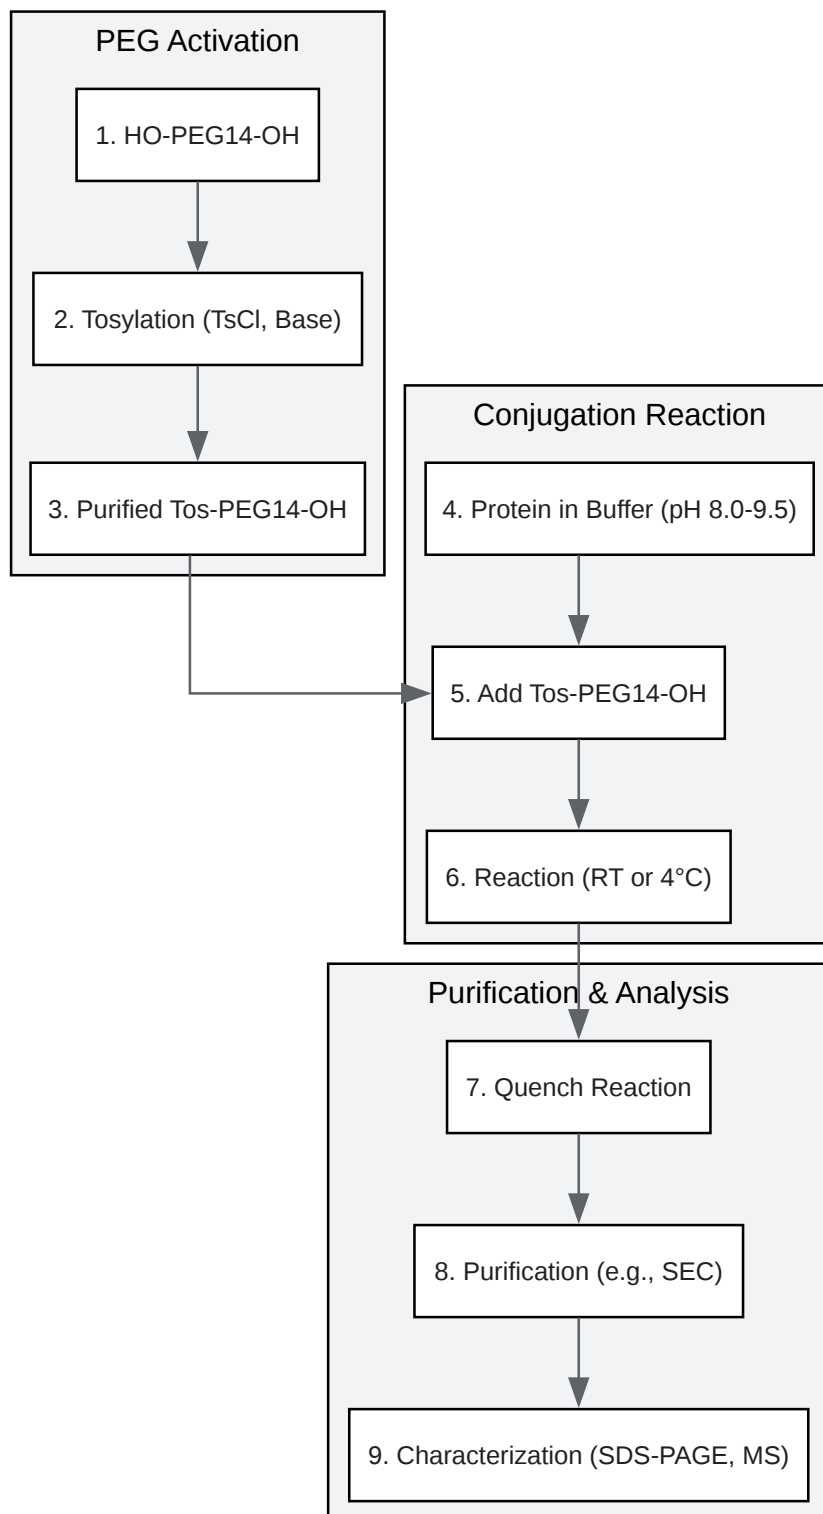 PEG Activation
1. HO-PEG14-OH
2. Tosylation (TsCl, Base)
3. Purified Tos-PEG14-OH
Conjugation Reaction
4. Protein in Buffer (pH 8.0-9.5)
5. Add Tos-PEG14-OH
6. Reaction (RT or 4°C)
Purification & Analysis
7. Quench Reaction
8. Purification (e.g., SEC)
9. Characterization (SDS-PAGE, MS)